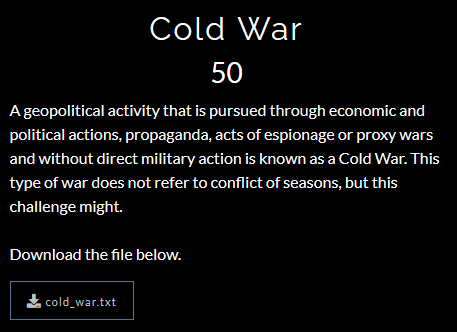 Cold War
50
A geopolitical activity that is pursued through economic and
political actions, propaganda, acts of espionage or proxy wars
and without direct military action is known as a Cold War. This
type of war does not refer to conflict of seasons, but this
challenge might.
Download the file below.
cold_war.txt